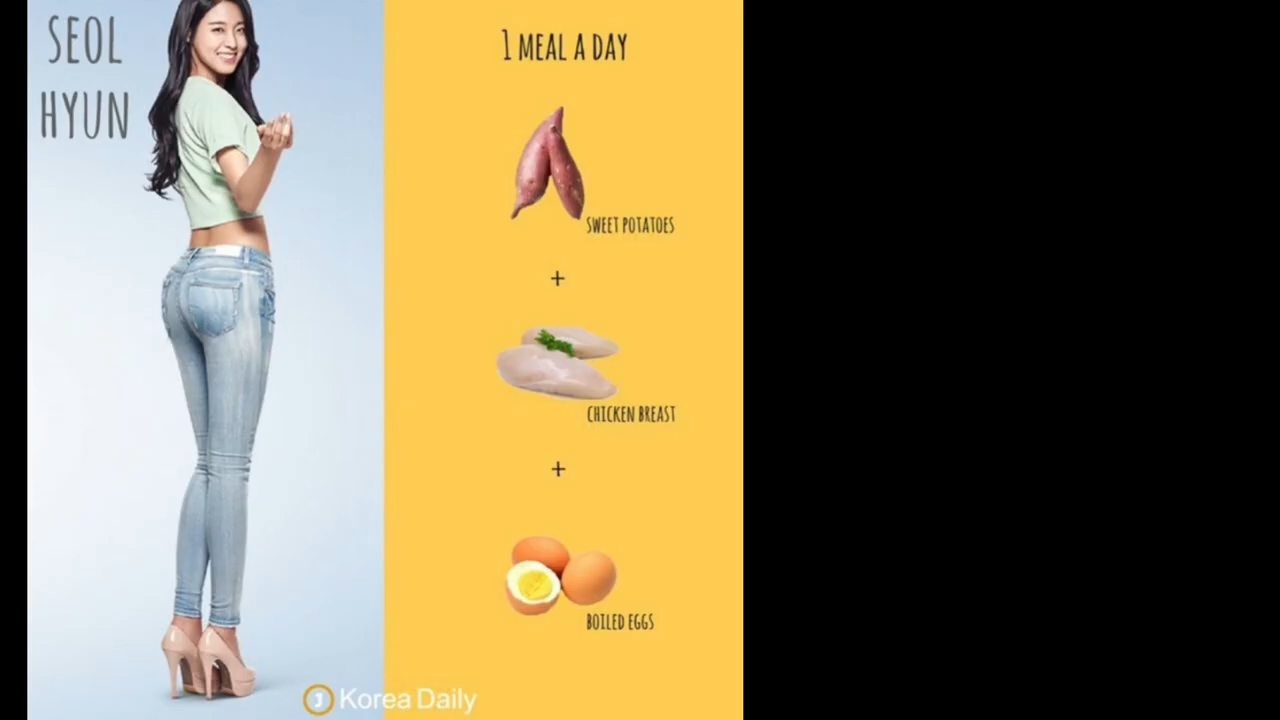 SEOL
HYUN
1 MEAL A DAY
SWEET POTATOES
+
CHICKEN BREAST
+
BOILED EGGS
J Korea Daily